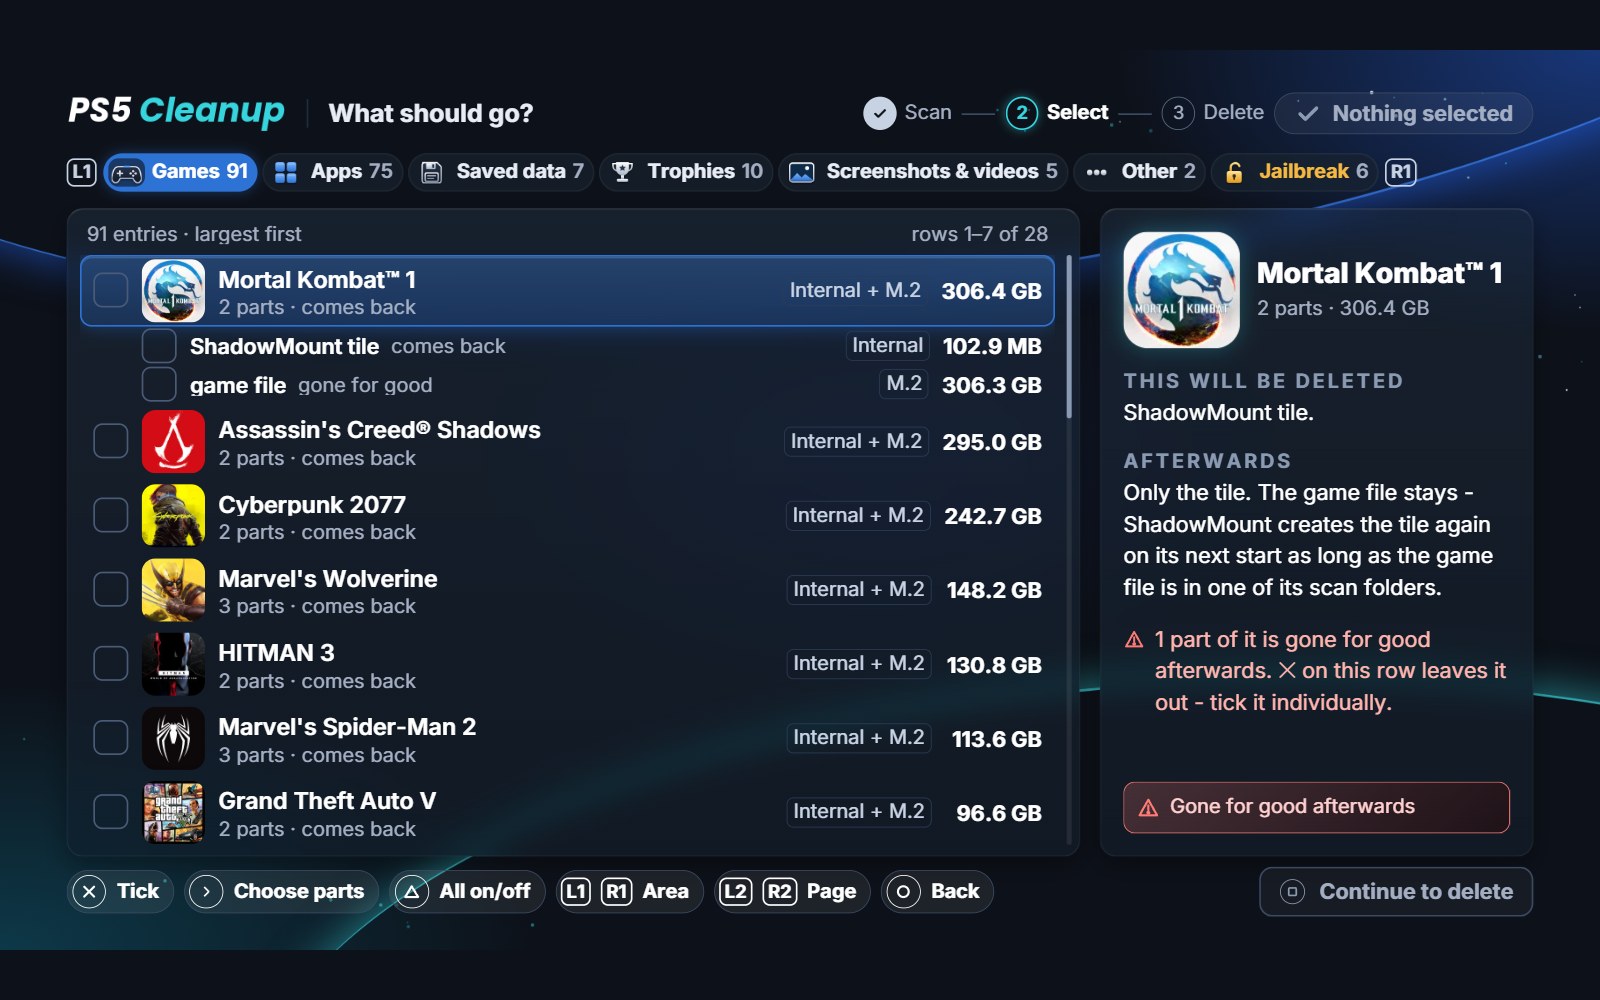 PS5 Cleanup What should go?
Scan 2 Select 3 Delete Nothing selected
L1 Games 91 Apps 75 Saved data 7 Trophies 10 Screenshots & videos 5 Other 2 Jailbreak 6 R1
91 entries · largest first rows 1–7 of 28
Mortal Kombat™ 1
2 parts · comes back
Internal + M.2 306.4 GB
ShadowMount tile comes back Internal 102.9 MB
game file gone for good M.2 306.3 GB
Assassin's Creed® Shadows
2 parts · comes back
Internal + M.2 295.0 GB
Cyberpunk 2077
2 parts · comes back
Internal + M.2 242.7 GB
Marvel's Wolverine
3 parts · comes back
Internal + M.2 148.2 GB
HITMAN 3
2 parts · comes back
Internal + M.2 130.8 GB
Marvel's Spider-Man 2
3 parts · comes back
Internal + M.2 113.6 GB
grand theft auto V
Grand Theft Auto V
2 parts · comes back
Internal + M.2 96.6 GB
MORTAL KOMBAT 1
Mortal Kombat™ 1
2 parts · 306.4 GB
THIS WILL BE DELETED
ShadowMount tile.
AFTERWARDS
Only the tile. The game file stays -
ShadowMount creates the tile again
on its next start as long as the game
file is in one of its scan folders.
1 part of it is gone for good
afterwards. ✕ on this row leaves it
out - tick it individually.
Gone for good afterwards
Tick Choose parts All on/off L1 R1 Area L2 R2 Page Back Continue to delete